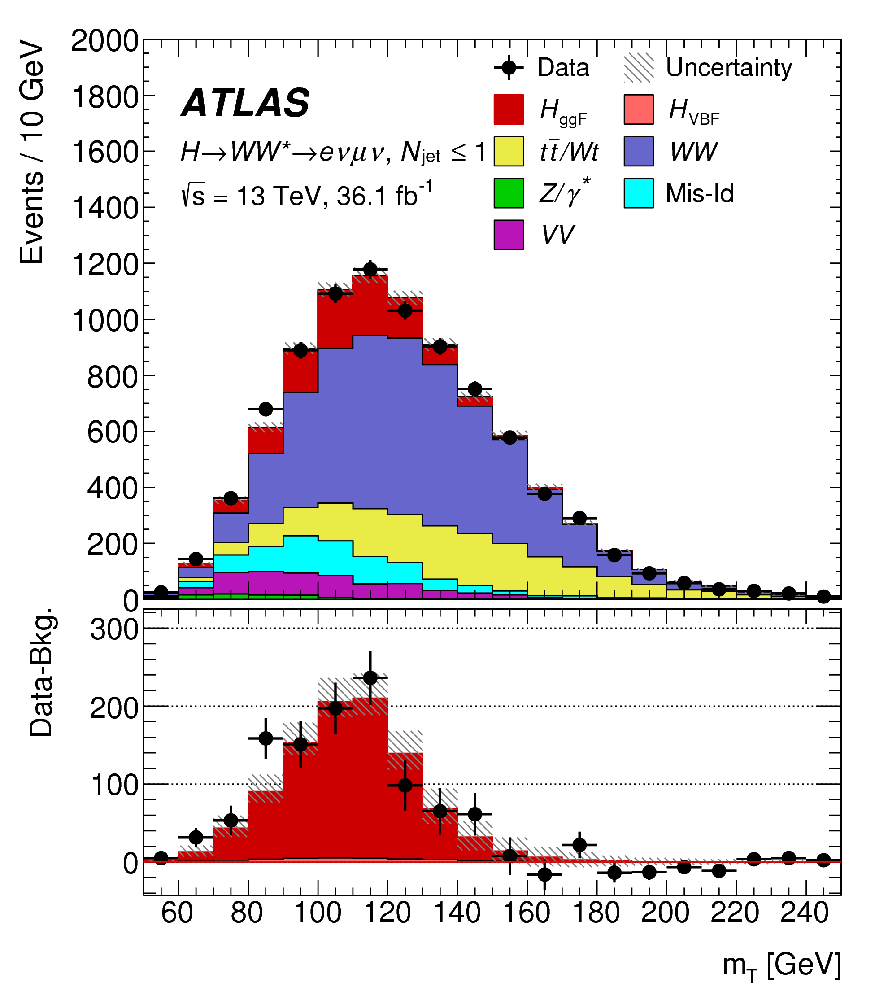 Events / 10 GeV
2000
1800
1600
1400
1200
1000
800
600
400
200
0
ATLAS
H→WW*→eνμν, N_jet ≤ 1
√s = 13 TeV, 36.1 fb⁻¹
Data
Uncertainty
H_ggF
H_VBF
tt̄/Wt
WW
Z/γ*
Mis-Id
VV
Data-Bkg.
300
200
100
0
60 80 100 120 140 160 180 200 220 240
m_T [GeV]